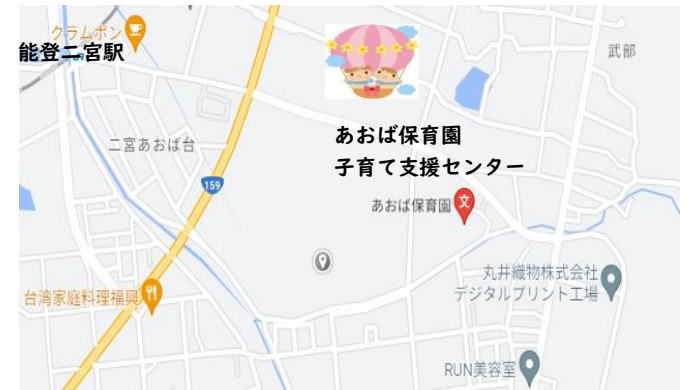 クラムボン
能登二宮駅
武部
二宮あおば台
あおば保育園
子育て支援センター
159
あおば保育園
文
丸井織物株式会社
デジタルプリント工場
台湾家庭料理福興
RUN美容室